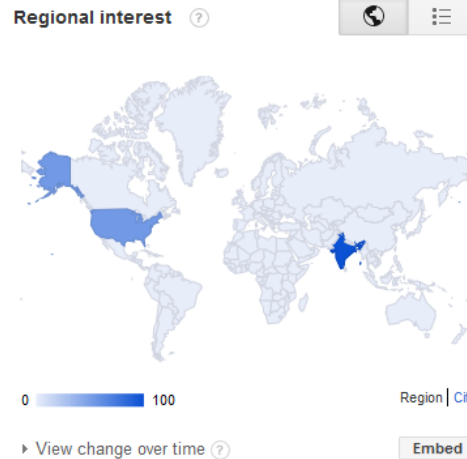 Regional interest ?
0 100
Region |
View change over time ?
Embed